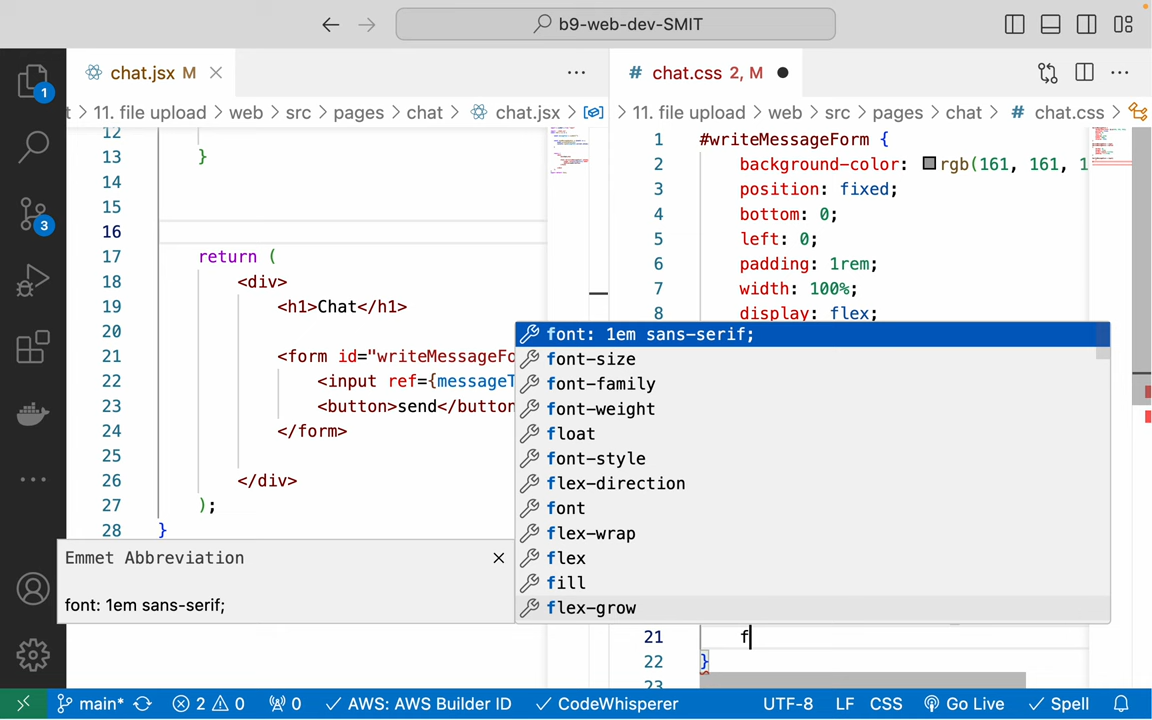 b9-web-dev-SMIT
chat.jsx M
# chat.css 2, M
t > 11. file upload > web > src > pages > chat > chat.jsx >
> 11. file upload > web > src > pages > chat > # chat.css >
1
3
12
13 }
14
15
16
17 return (
18 <div>
19 <h1>Chat</h1>
20
21 <form id="writeMessageFo
22 <input ref={messageT
23 <button>send</button
24 </form>
25
26 </div>
27 );
28 }
1 #writeMessageForm {
2 background-color: rgb(161, 161, 1
3 position: fixed;
4 bottom: 0;
5 left: 0;
6 padding: 1rem;
7 width: 100%;
8 display: flex;
font: 1em sans-serif;
font-size
font-family
font-weight
float
font-style
flex-direction
font
flex-wrap
flex
fill
flex-grow
Emmet Abbreviation
font: 1em sans-serif;
21 f
22 }
23
main* 2 0 0 AWS: AWS Builder ID CodeWhisperer UTF-8 LF CSS Go Live Spell